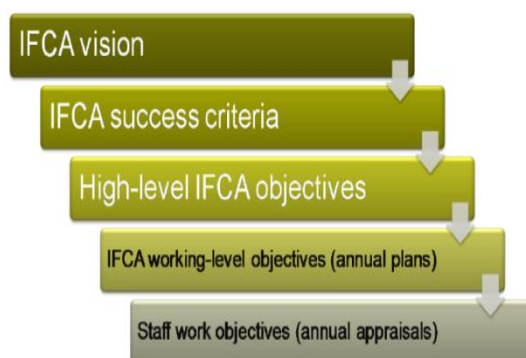 IFCA vision
IFCA success criteria
High-level IFCA objectives
IFCA working-level objectives (annual plans)
Staff work objectives (annual appraisals)